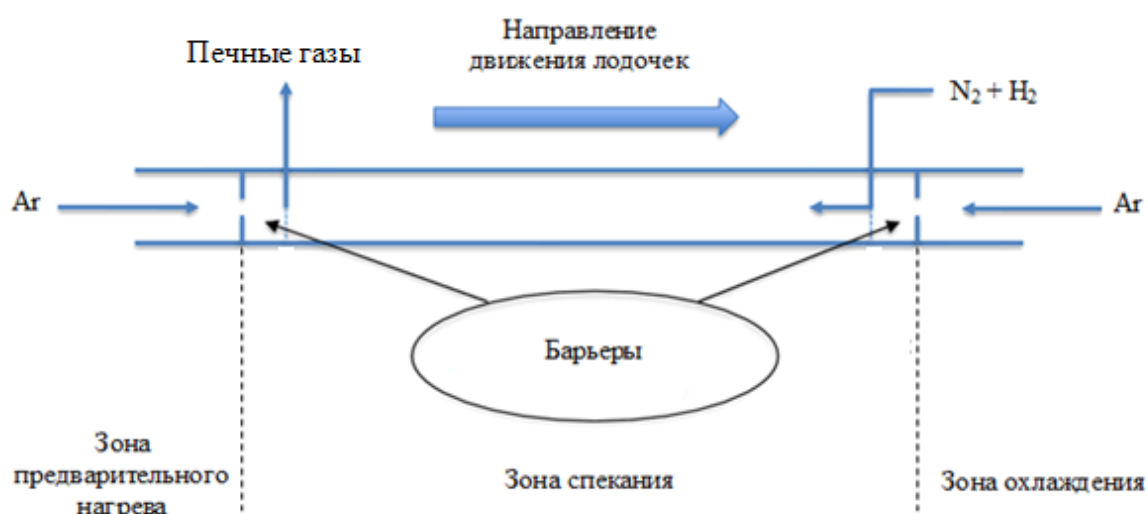 Направление
движения лодочек
Печные газы
N₂ + H₂
Ar
Ar
Барьеры
Зона
предварительного
нагрева
Зона спекания
Зона охлаждения